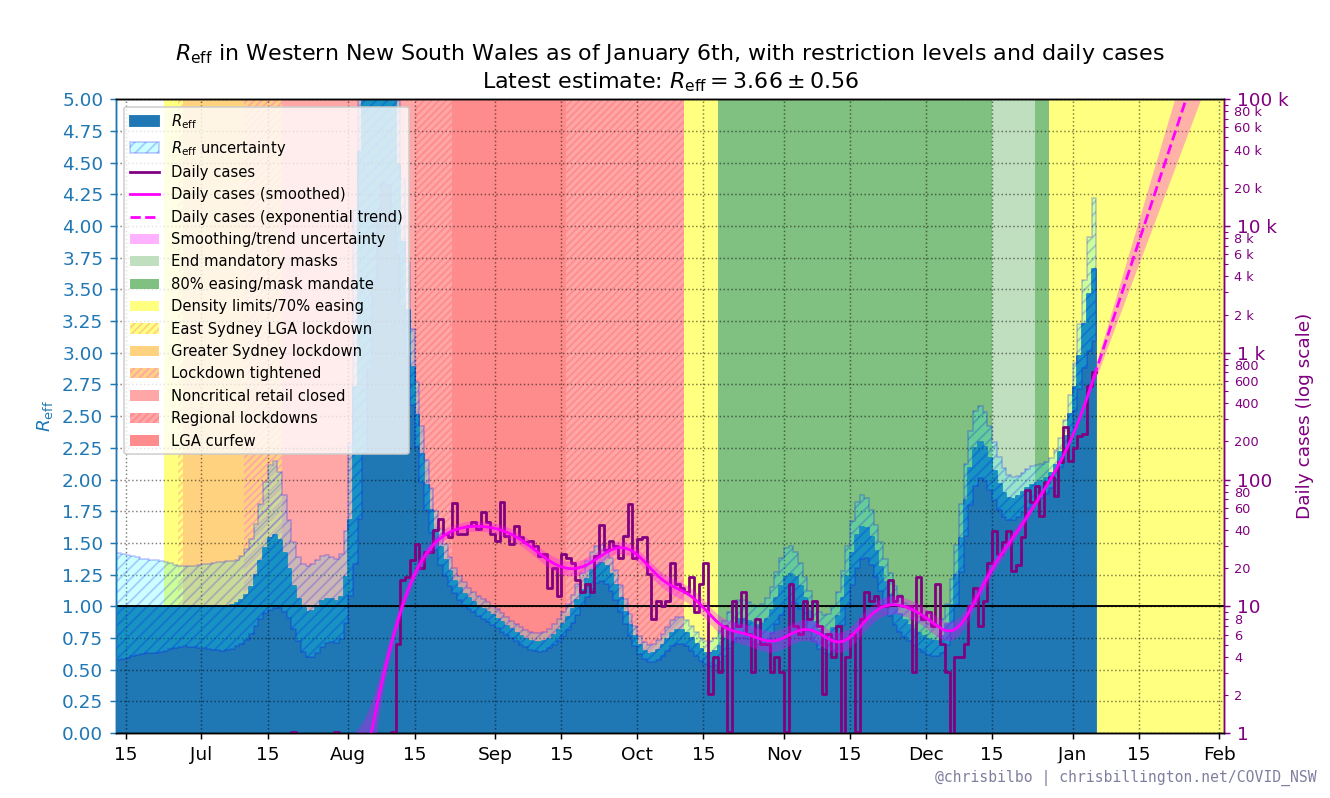 R_eff in Western New South Wales as of January 6th, with restriction levels and daily cases
Latest estimate: R_eff = 3.66 ± 0.56
R_eff
5.00
4.75
4.50
4.25
4.00
3.75
3.50
3.25
3.00
2.75
2.50
2.25
2.00
1.75
1.50
1.25
1.00
0.75
0.50
0.25
0.00
R_eff
R_eff uncertainty
Daily cases
Daily cases (smoothed)
Daily cases (exponential trend)
Smoothing/trend uncertainty
End mandatory masks
80% easing/mask mandate
Density limits/70% easing
East Sydney LGA lockdown
Greater Sydney lockdown
Lockdown tightened
Noncritical retail closed
Regional lockdowns
LGA curfew
100 k
80 k
60 k
40 k
20 k
10 k
8 k
6 k
4 k
2 k
1 k
800
600
400
200
100
80
60
40
20
10
8
6
4
2
1
Daily cases (log scale)
15 Jul 15 Aug 15 Sep 15 Oct 15 Nov 15 Dec 15 Jan 15 Feb
@chrisbilbo | chrisbillington.net/COVID_NSW